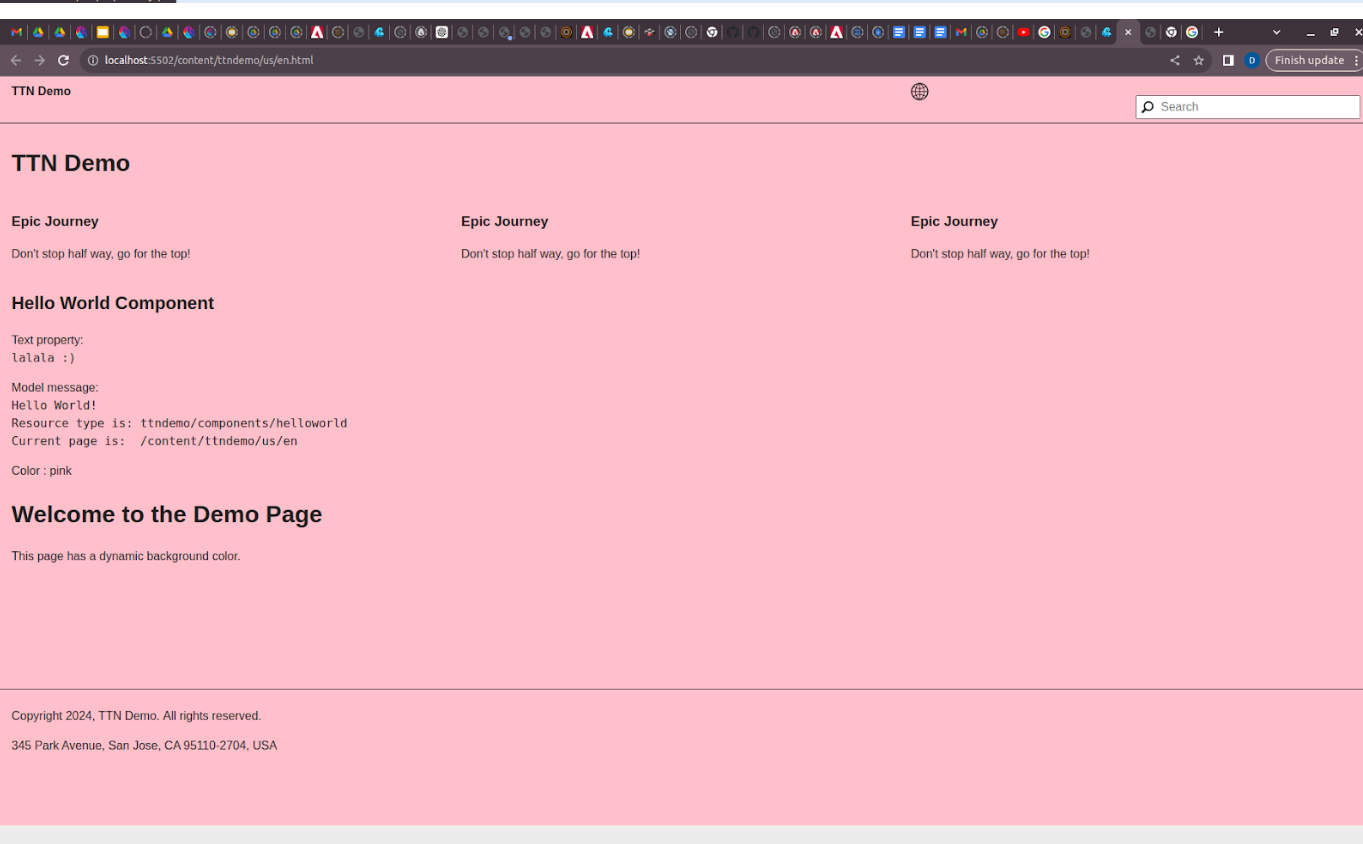 localhost:5502/content/ttndemo/us/en.html
D
Finish update
TTN Demo
Search
TTN Demo
Epic Journey
Don't stop half way, go for the top!
Epic Journey
Don't stop half way, go for the top!
Epic Journey
Don't stop half way, go for the top!
Hello World Component
Text property:
lalala :)
Model message:
Hello World!
Resource type is: ttndemo/components/helloworld
Current page is:  /content/ttndemo/us/en
Color : pink
Welcome to the Demo Page
This page has a dynamic background color.
Copyright 2024, TTN Demo. All rights reserved.
345 Park Avenue, San Jose, CA 95110-2704, USA